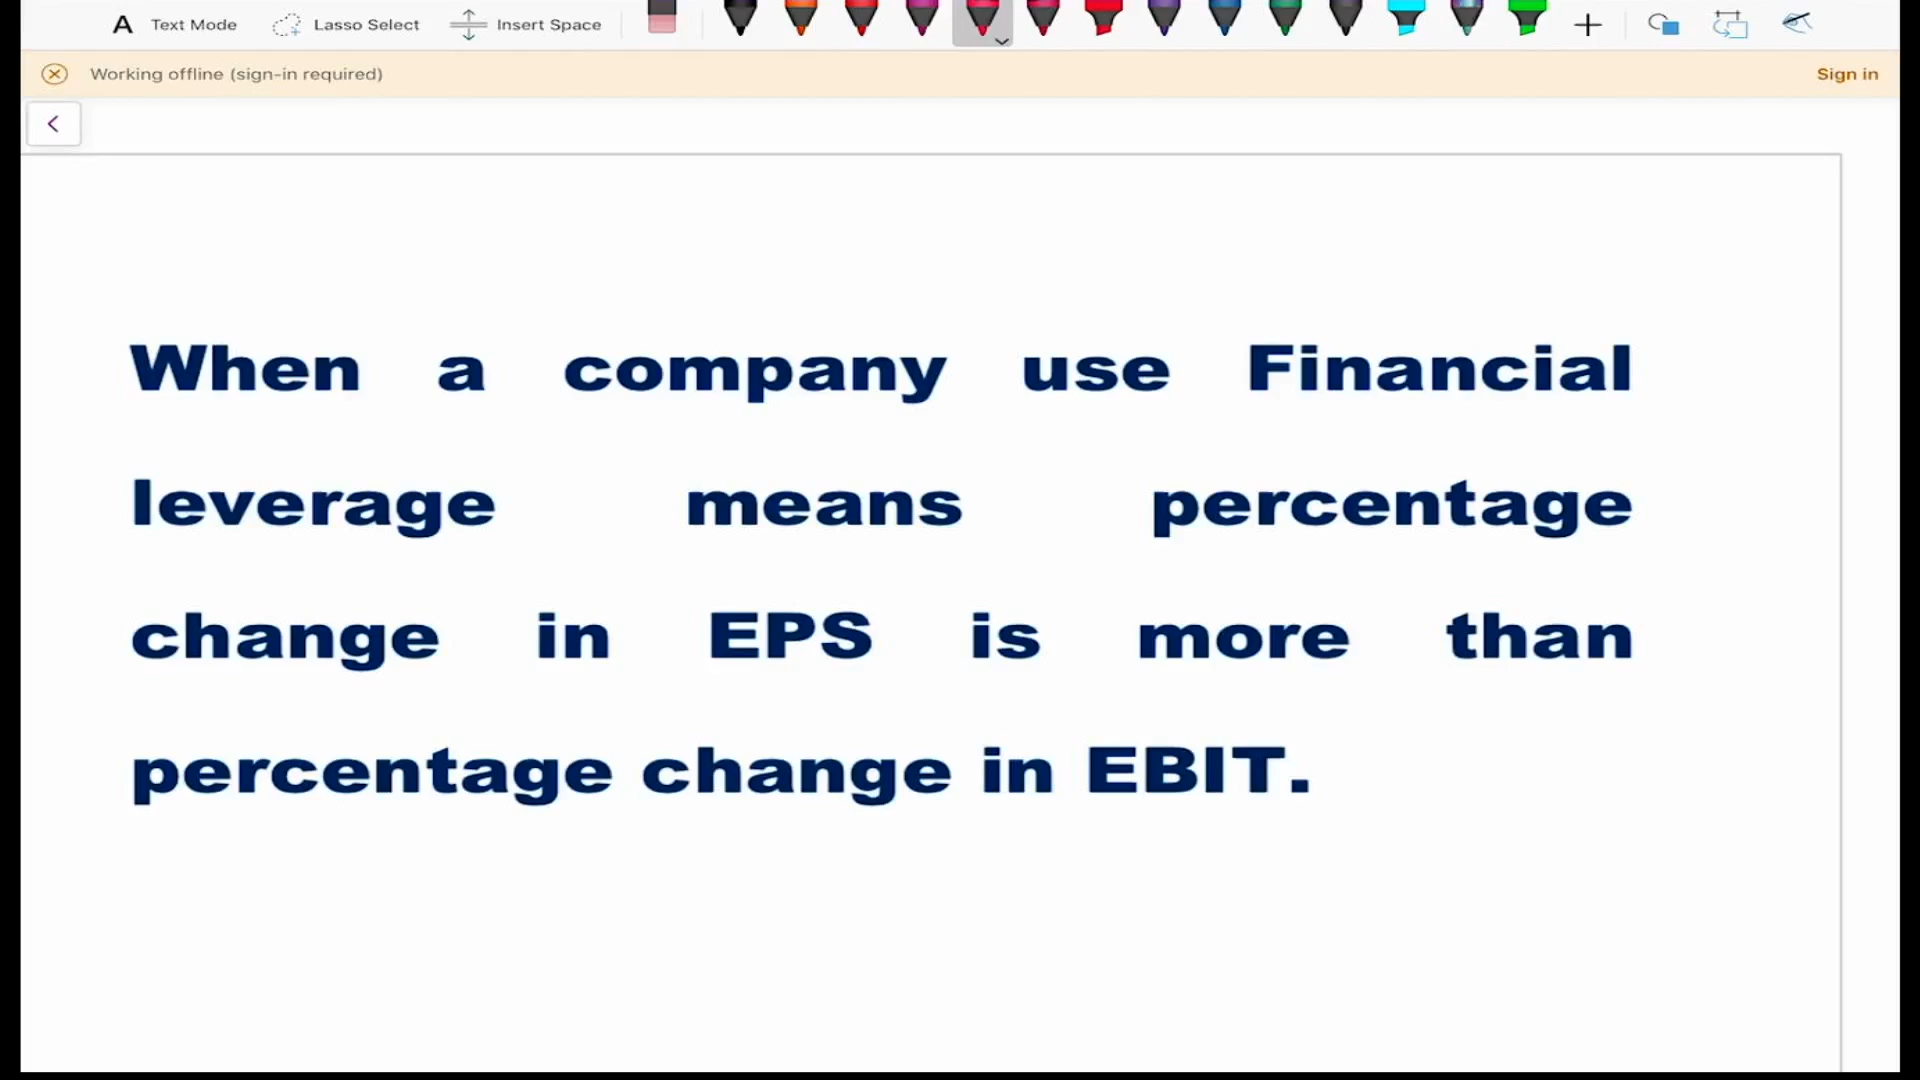 A Text Mode Lasso Select Insert Space
Working offline (sign-in required) Sign in
When a company use Financial
leverage means percentage
change in EPS is more than
percentage change in EBIT.